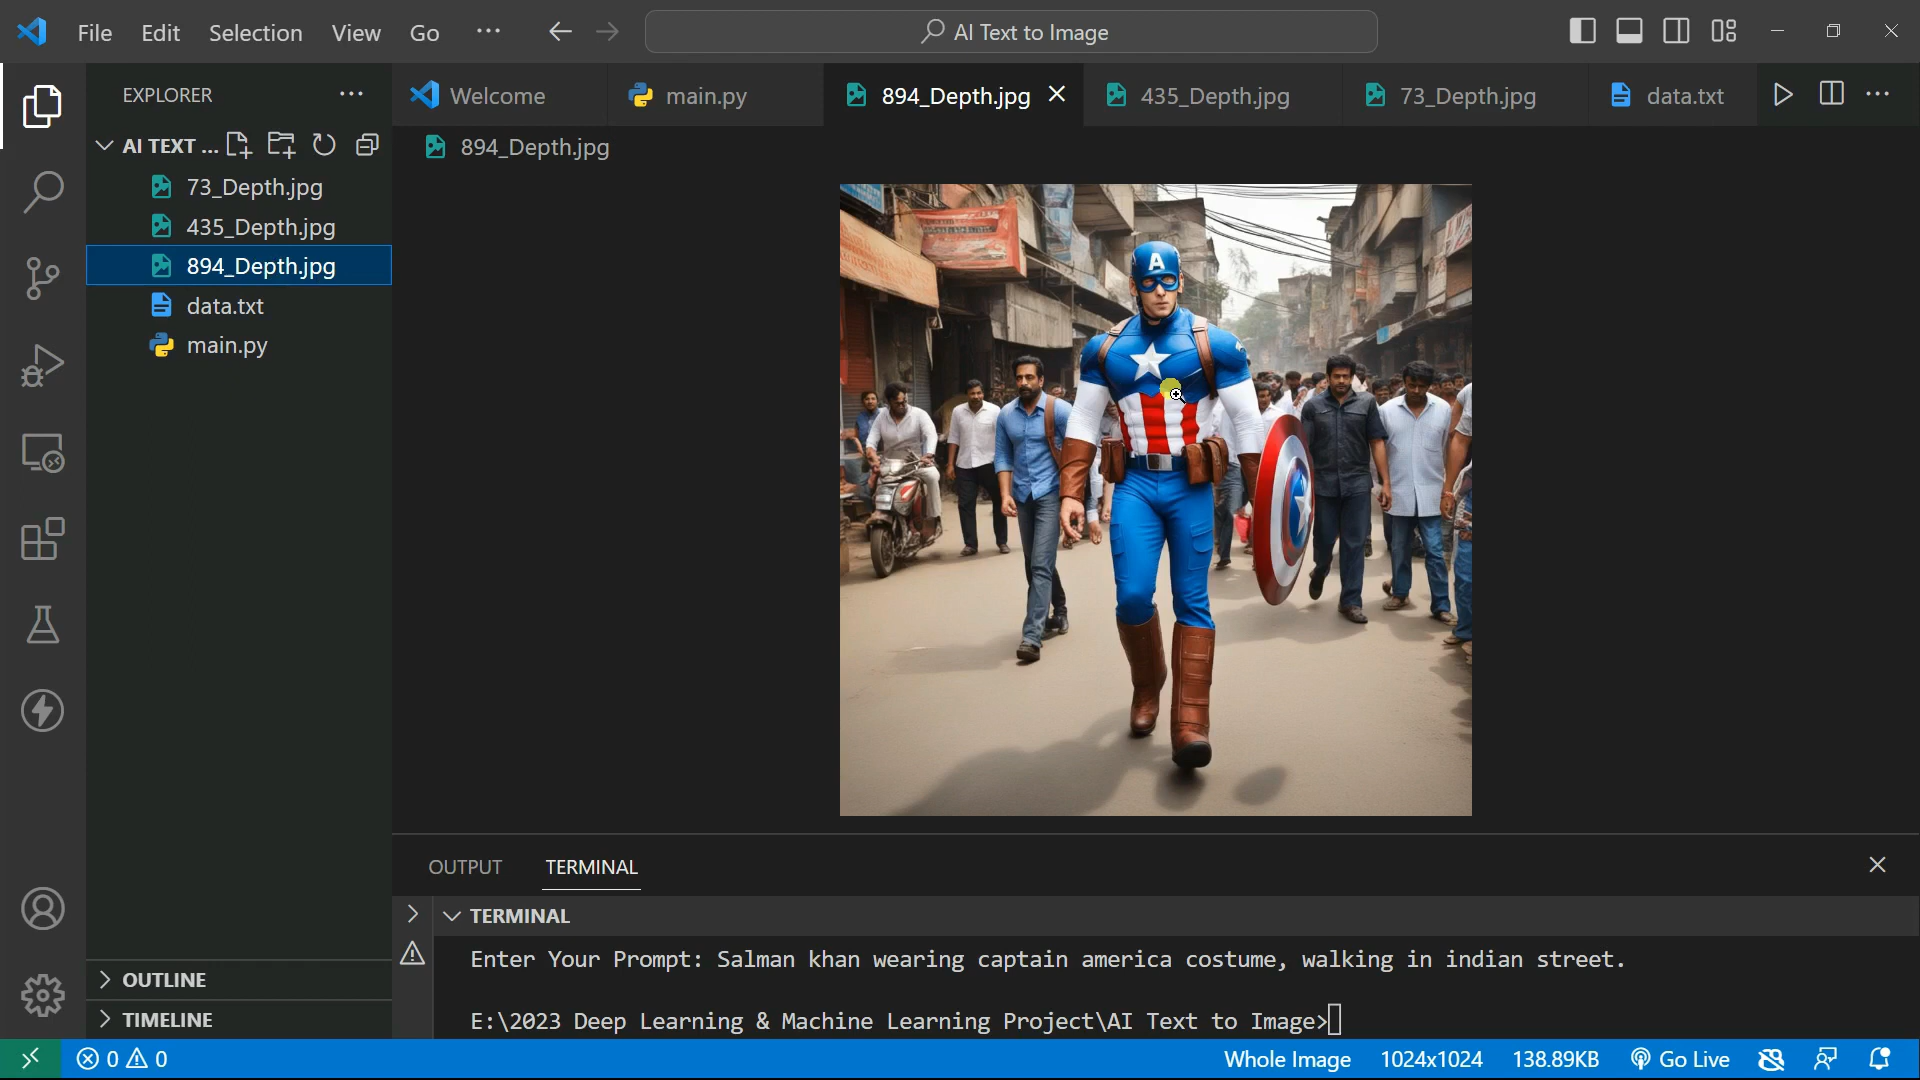 File Edit Selection View Go ··· AI Text to Image
EXPLORER ···
Welcome main.py 894_Depth.jpg 435_Depth.jpg 73_Depth.jpg data.txt ···
AI TEXT ...
894_Depth.jpg
73_Depth.jpg
435_Depth.jpg
894_Depth.jpg
data.txt
main.py
A
OUTPUT TERMINAL
TERMINAL
Enter Your Prompt: Salman khan wearing captain america costume, walking in indian street.
E:\2023 Deep Learning & Machine Learning Project\AI Text to Image>
OUTLINE
TIMELINE
0 0 Whole Image 1024x1024 138.89KB Go Live